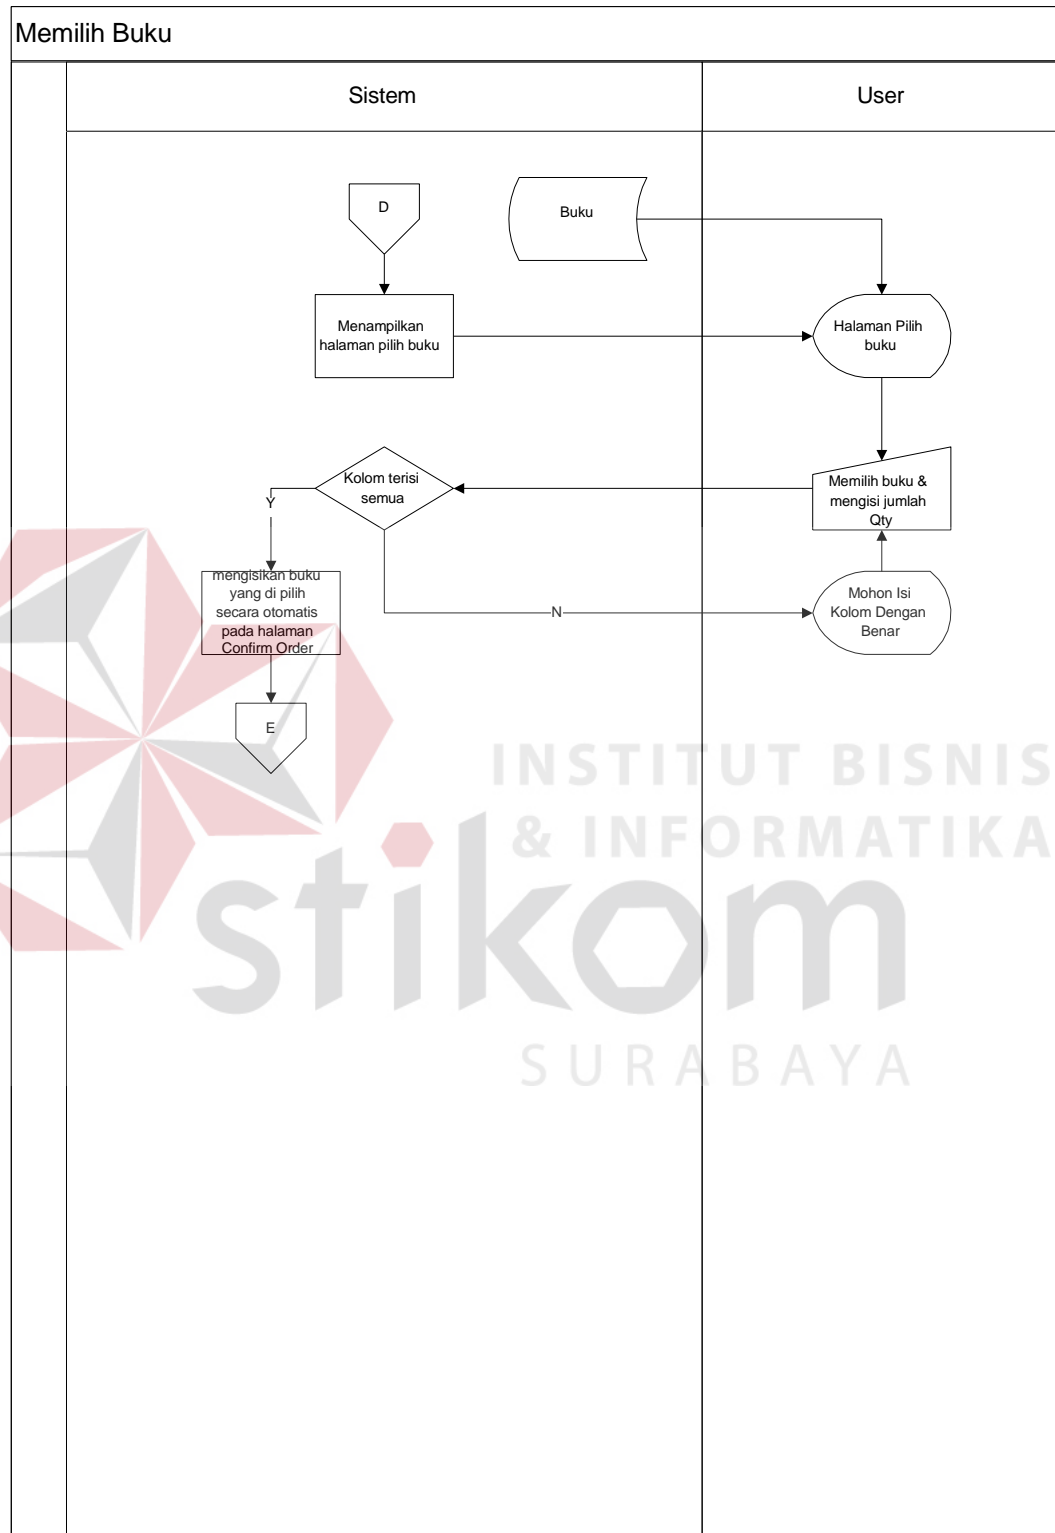 Memilih Buku
Sistem
User
D
Buku
Menampilkan
halaman pilih buku
Halaman Pilih
buku
Kolom terisi
semua
Memilih buku &
mengisi jumlah
Qty
Y
mengisikan buku
yang di pilih
secara otomatis
pada halaman
Confirm Order
N
Mohon Isi
Kolom Dengan
Benar
E
INSTITUT BISNIS
& INFORMATIKA
stikom
SURABAYA